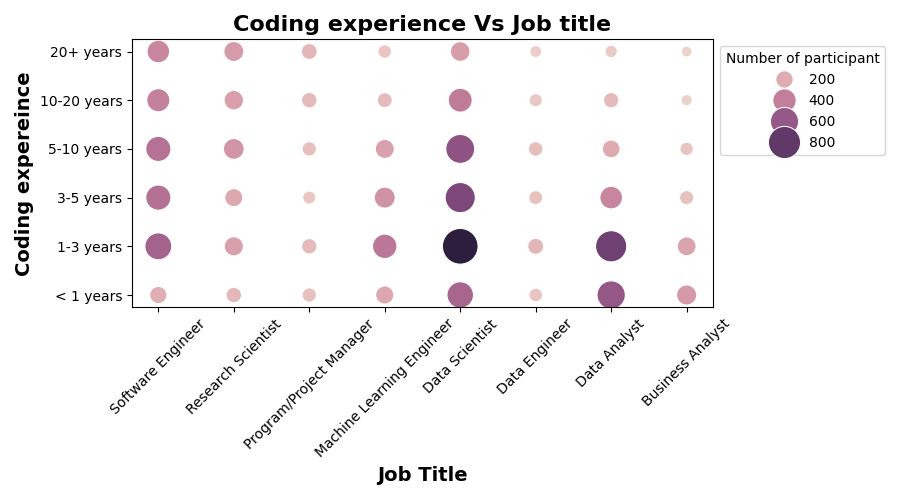 Coding experience Vs Job title
Coding expereince
20+ years
10-20 years
5-10 years
3-5 years
1-3 years
< 1 years
Software Engineer
Research Scientist
Program/Project Manager
Machine Learning Engineer
Data Scientist
Data Engineer
Data Analyst
Business Analyst
Job Title
Number of participant
200
400
600
800